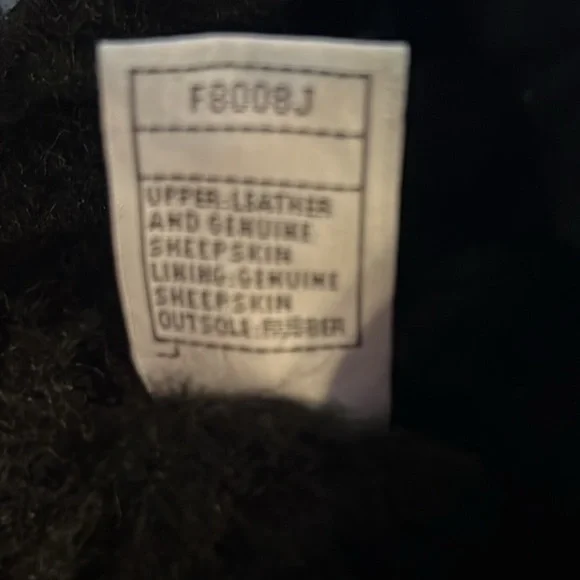 F8008J
UPPER:LEATHER
AND GENUINE
SHEEPSKIN
LINING:GENUINE
SHEEPSKIN
OUTSOLE:RUBBER